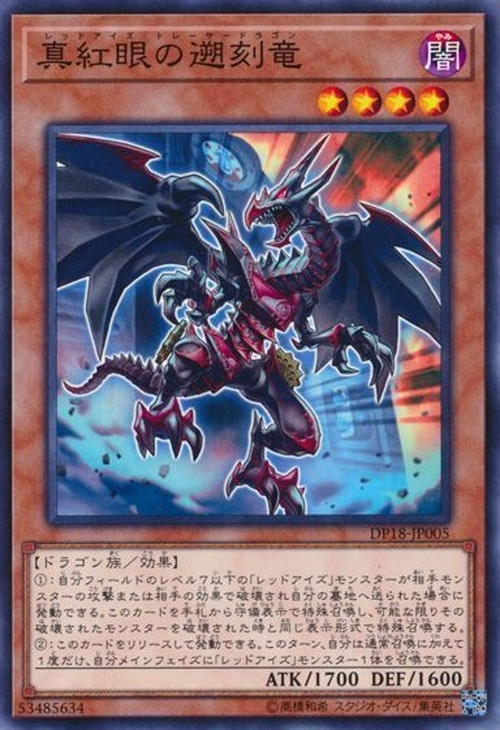 レッドアイズ・トレーサードラゴン
真紅眼の遡刻竜
やみ
闇
DP18-JP005
【ドラゴン族／効果】
①：自分フィールドのレベル７以下の「レッドアイズ」モンスターが相手モン
スターの攻撃または相手の効果で破壊され自分の墓地へ送られた場合に
発動できる。このカードを手札から守備表示で特殊召喚し、可能な限りその
破壊されたモンスターを破壊された時と同じ表示形式で特殊召喚する。
②：このカードをリリースして発動できる。このターン、自分は通常召喚に加えて
１度だけ、自分メインフェイズに「レッドアイズ」モンスター１体を召喚できる。
ATK/1700 DEF/1600
53485634
©高橋和希 スタジオ・ダイス/集英社